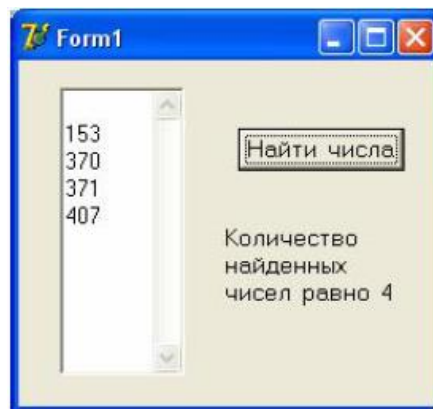 Form1
153
370
371
407
Найти числа
Количество
найденных
чисел равно 4